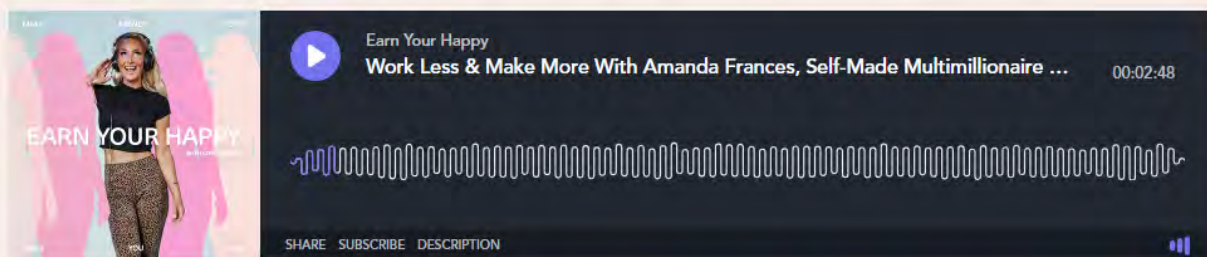 EARN YOUR HAPPY
YOU
Earn Your Happy
Work Less & Make More With Amanda Frances, Self-Made Multimillionaire ...
00:02:48
SHARE SUBSCRIBE DESCRIPTION